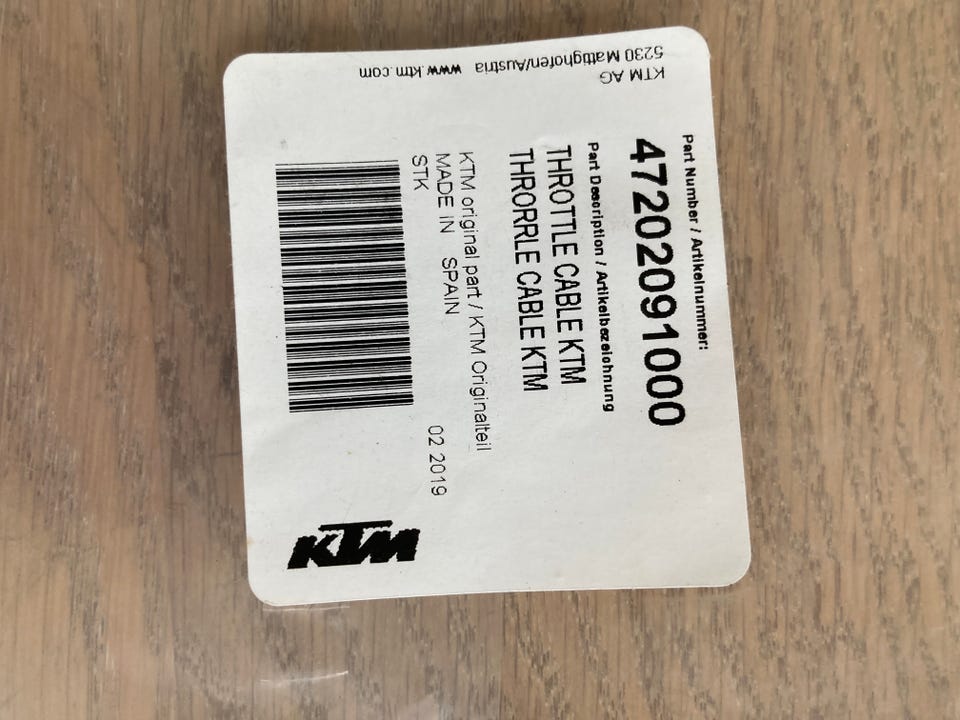 KTM AG
5230 Mattighofen/Austria www.ktm.com
Part Number / Artikelnummer:
47202091000
Part Description / Artikelbezeichnung
THROTTLE CABLE KTM
THRORRLE CABLE KTM
KTM original part / KTM Originalteil
MADE IN SPAIN 02 2019
STK
KTM